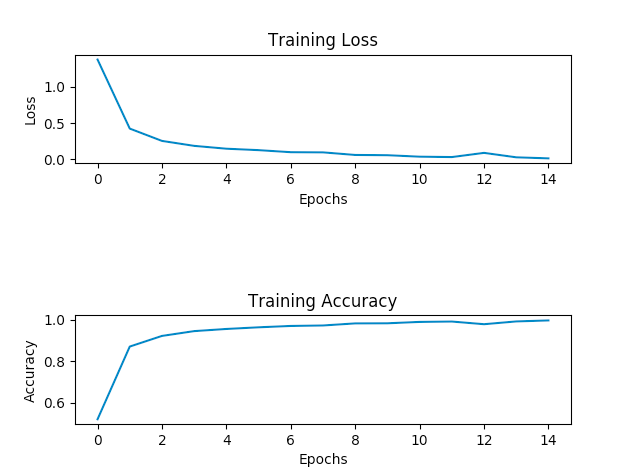 Training Loss
1.0
0.5
0.0
Loss
0 2 4 6 8 10 12 14
Epochs
Training Accuracy
1.0
0.8
0.6
Accuracy
0 2 4 6 8 10 12 14
Epochs